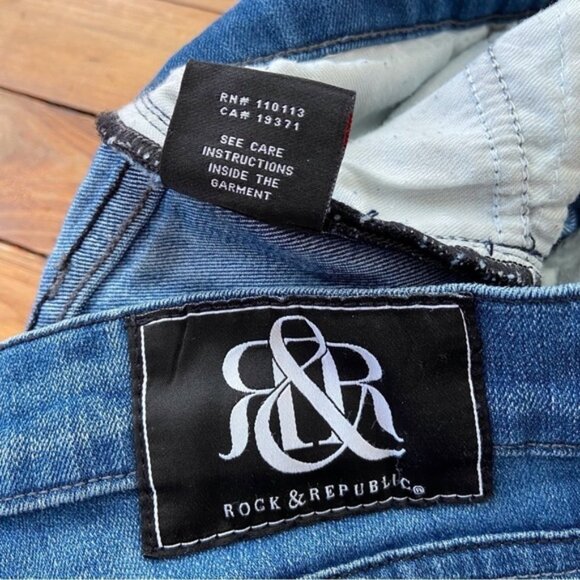 RN# 110113
CA# 19371
SEE CARE
INSTRUCTIONS
INSIDE THE
GARMENT
R&R
ROCK & REPUBLIC®